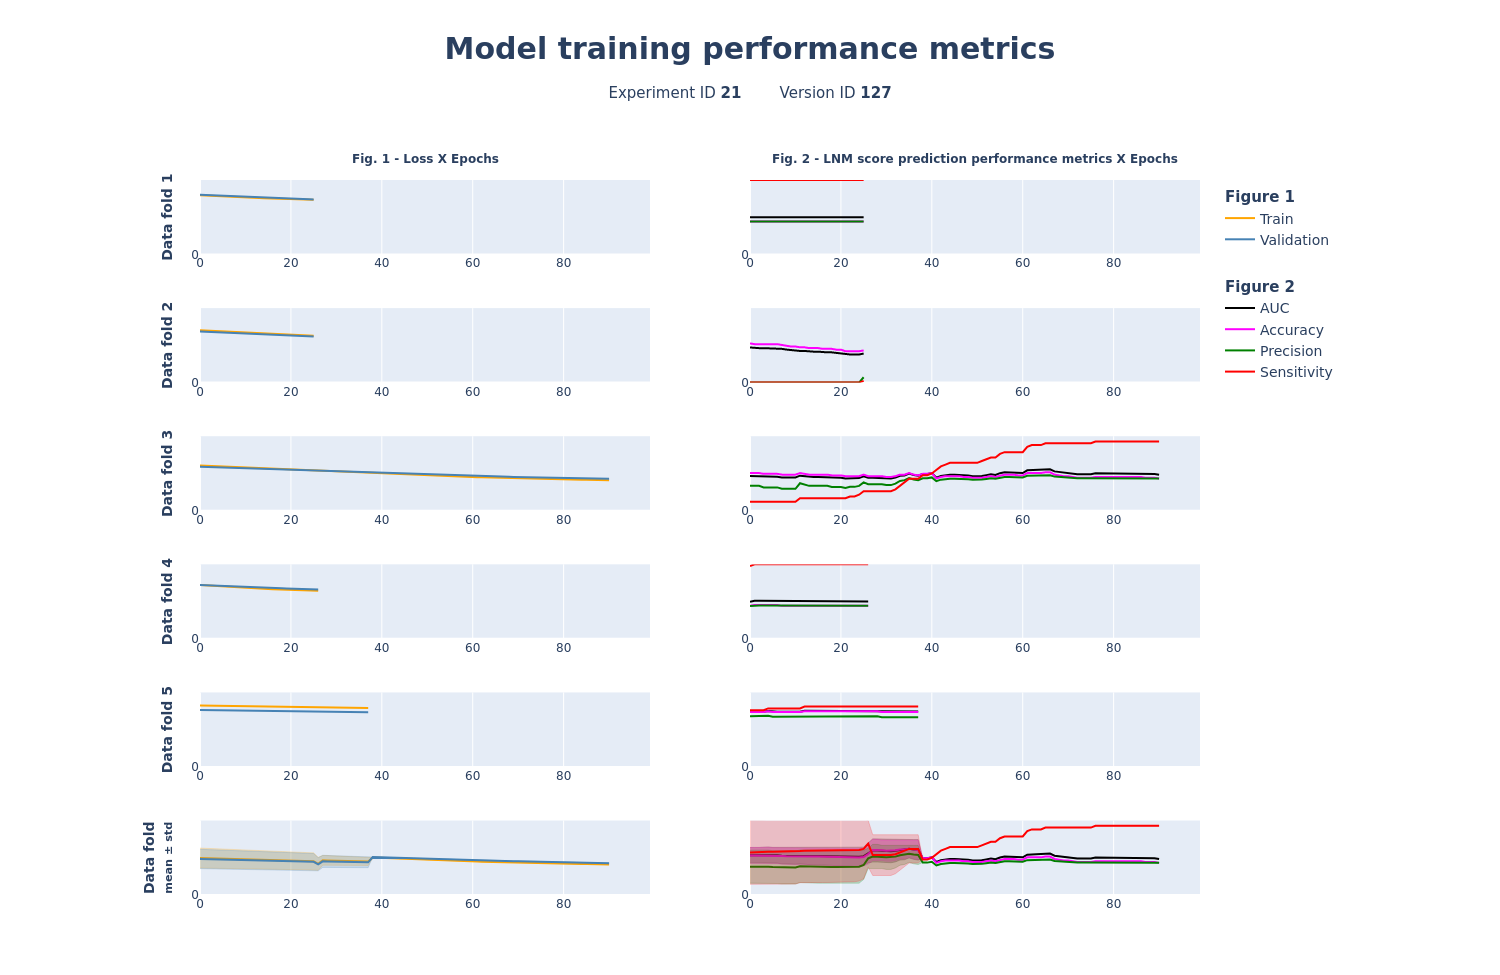 Model training performance metrics
Experiment ID 21 Version ID 127
Fig. 1 - Loss X Epochs
Fig. 2 - LNM score prediction performance metrics X Epochs
Data fold 1
0
0 20 40 60 80
0
0 20 40 60 80
Figure 1
Train
Validation
Figure 2
AUC
Accuracy
Precision
Sensitivity
Data fold 2
0
0 20 40 60 80
0
0 20 40 60 80
Data fold 3
0
0 20 40 60 80
0
0 20 40 60 80
Data fold 4
0
0 20 40 60 80
0
0 20 40 60 80
Data fold 5
0
0 20 40 60 80
0
0 20 40 60 80
Data fold
mean ± std
0
0 20 40 60 80
0
0 20 40 60 80